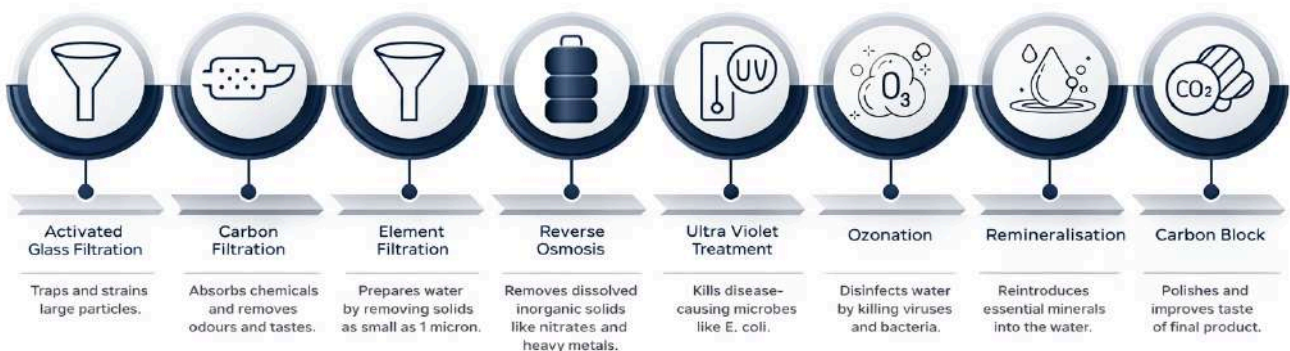 UV
O3
CO2
Activated
Glass Filtration
Traps and strains
large particles.
Carbon
Filtration
Absorbs chemicals
and removes
odours and tastes.
Element
Filtration
Prepares water
by removing solids
as small as 1 micron.
Reverse
Osmosis
Removes dissolved
inorganic solids
like nitrates and
heavy metals.
Ultra Violet
Treatment
Kills disease-
causing microbes
like E. coli.
Ozonation
Disinfects water
by killing viruses
and bacteria.
Remineralisation
Reintroduces
essential minerals
into the water.
Carbon Block
Polishes and
improves taste
of final product.